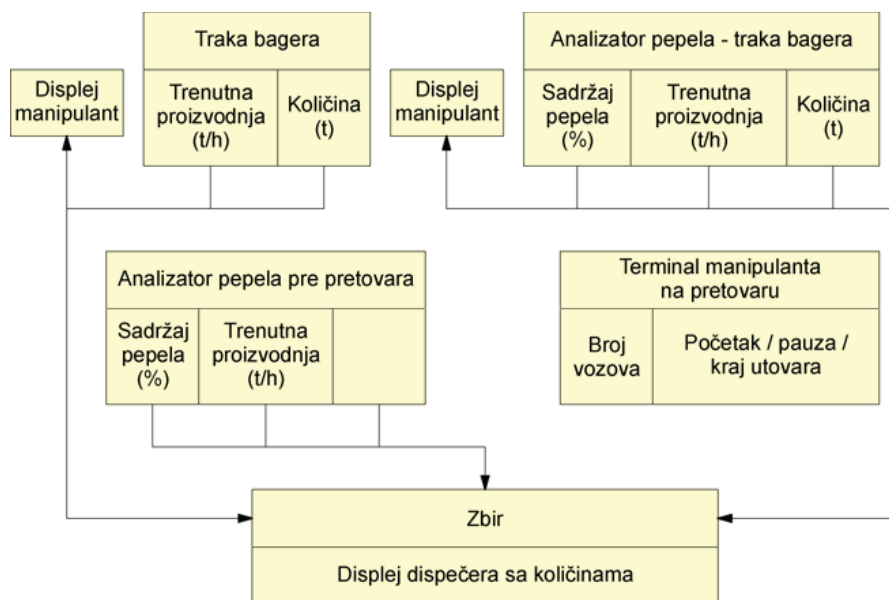 Traka bagera
Displej
manipulant
Trenutna
proizvodnja
(t/h)
Količina
(t)
Analizator pepela - traka bagera
Displej
manipulant
Sadržaj
pepela
(%)
Trenutna
proizvodnja
(t/h)
Količina
(t)
Analizator pepela pre pretovara
Sadržaj
pepela
(%)
Trenutna
proizvodnja
(t/h)
Terminal manipulanta
na pretovaru
Broj
vozova
Početak / pauza /
kraj utovara
Zbir
Displej dispečera sa količinama